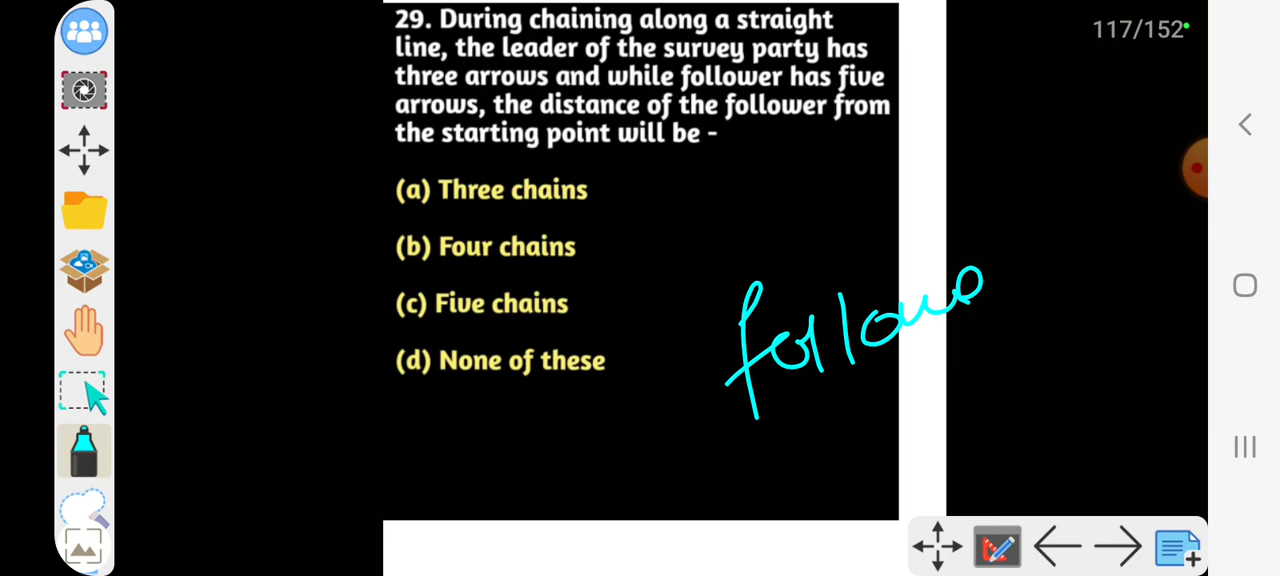 29. During chaining along a straight
line, the leader of the survey party has
three arrows and while follower has five
arrows, the distance of the follower from
the starting point will be -
(a) Three chains
(b) Four chains
(c) Five chains
(d) None of these
117/152
followe